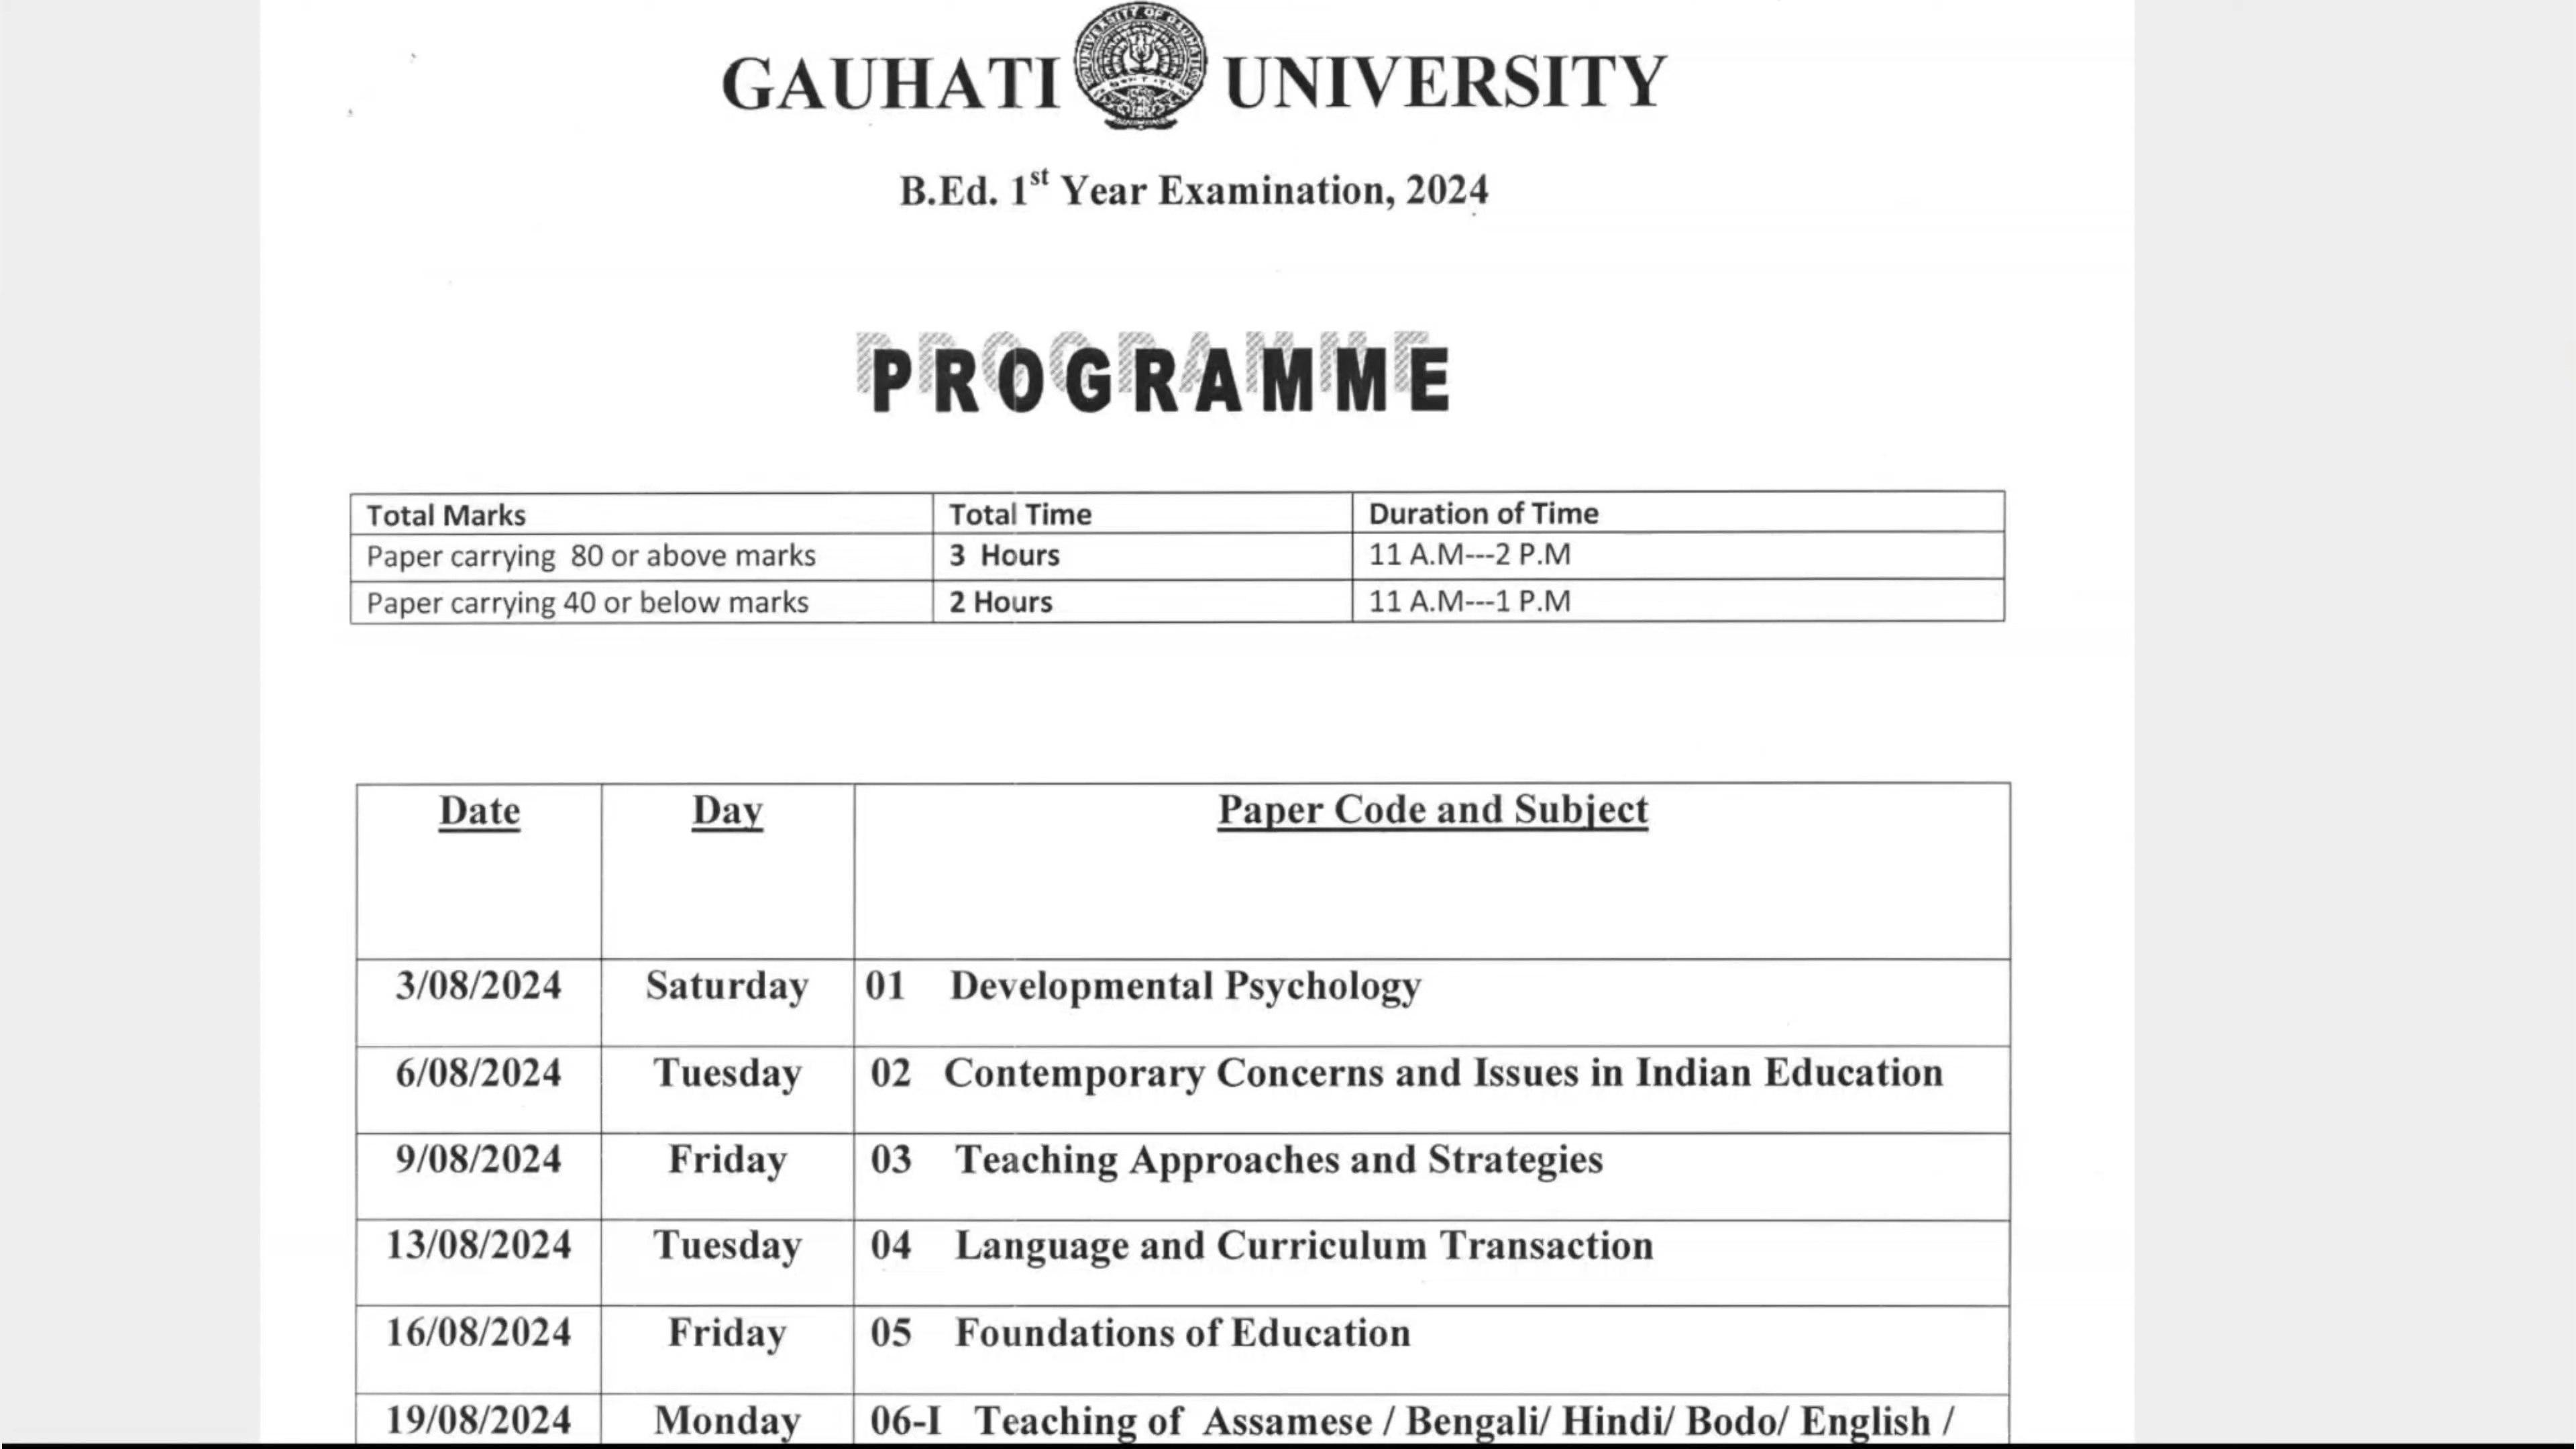 GAUHATI UNIVERSITY
B.Ed. 1st Year Examination, 2024
PROGRAMME
Total Marks Total Time Duration of Time
Paper carrying 80 or above marks 3 Hours 11 A.M---2 P.M
Paper carrying 40 or below marks 2 Hours 11 A.M---1 P.M
Date Day Paper Code and Subject
3/08/2024 Saturday 01 Developmental Psychology
6/08/2024 Tuesday 02 Contemporary Concerns and Issues in Indian Education
9/08/2024 Friday 03 Teaching Approaches and Strategies
13/08/2024 Tuesday 04 Language and Curriculum Transaction
16/08/2024 Friday 05 Foundations of Education
19/08/2024 Monday 06-I Teaching of Assamese / Bengali/ Hindi/ Bodo/ English /